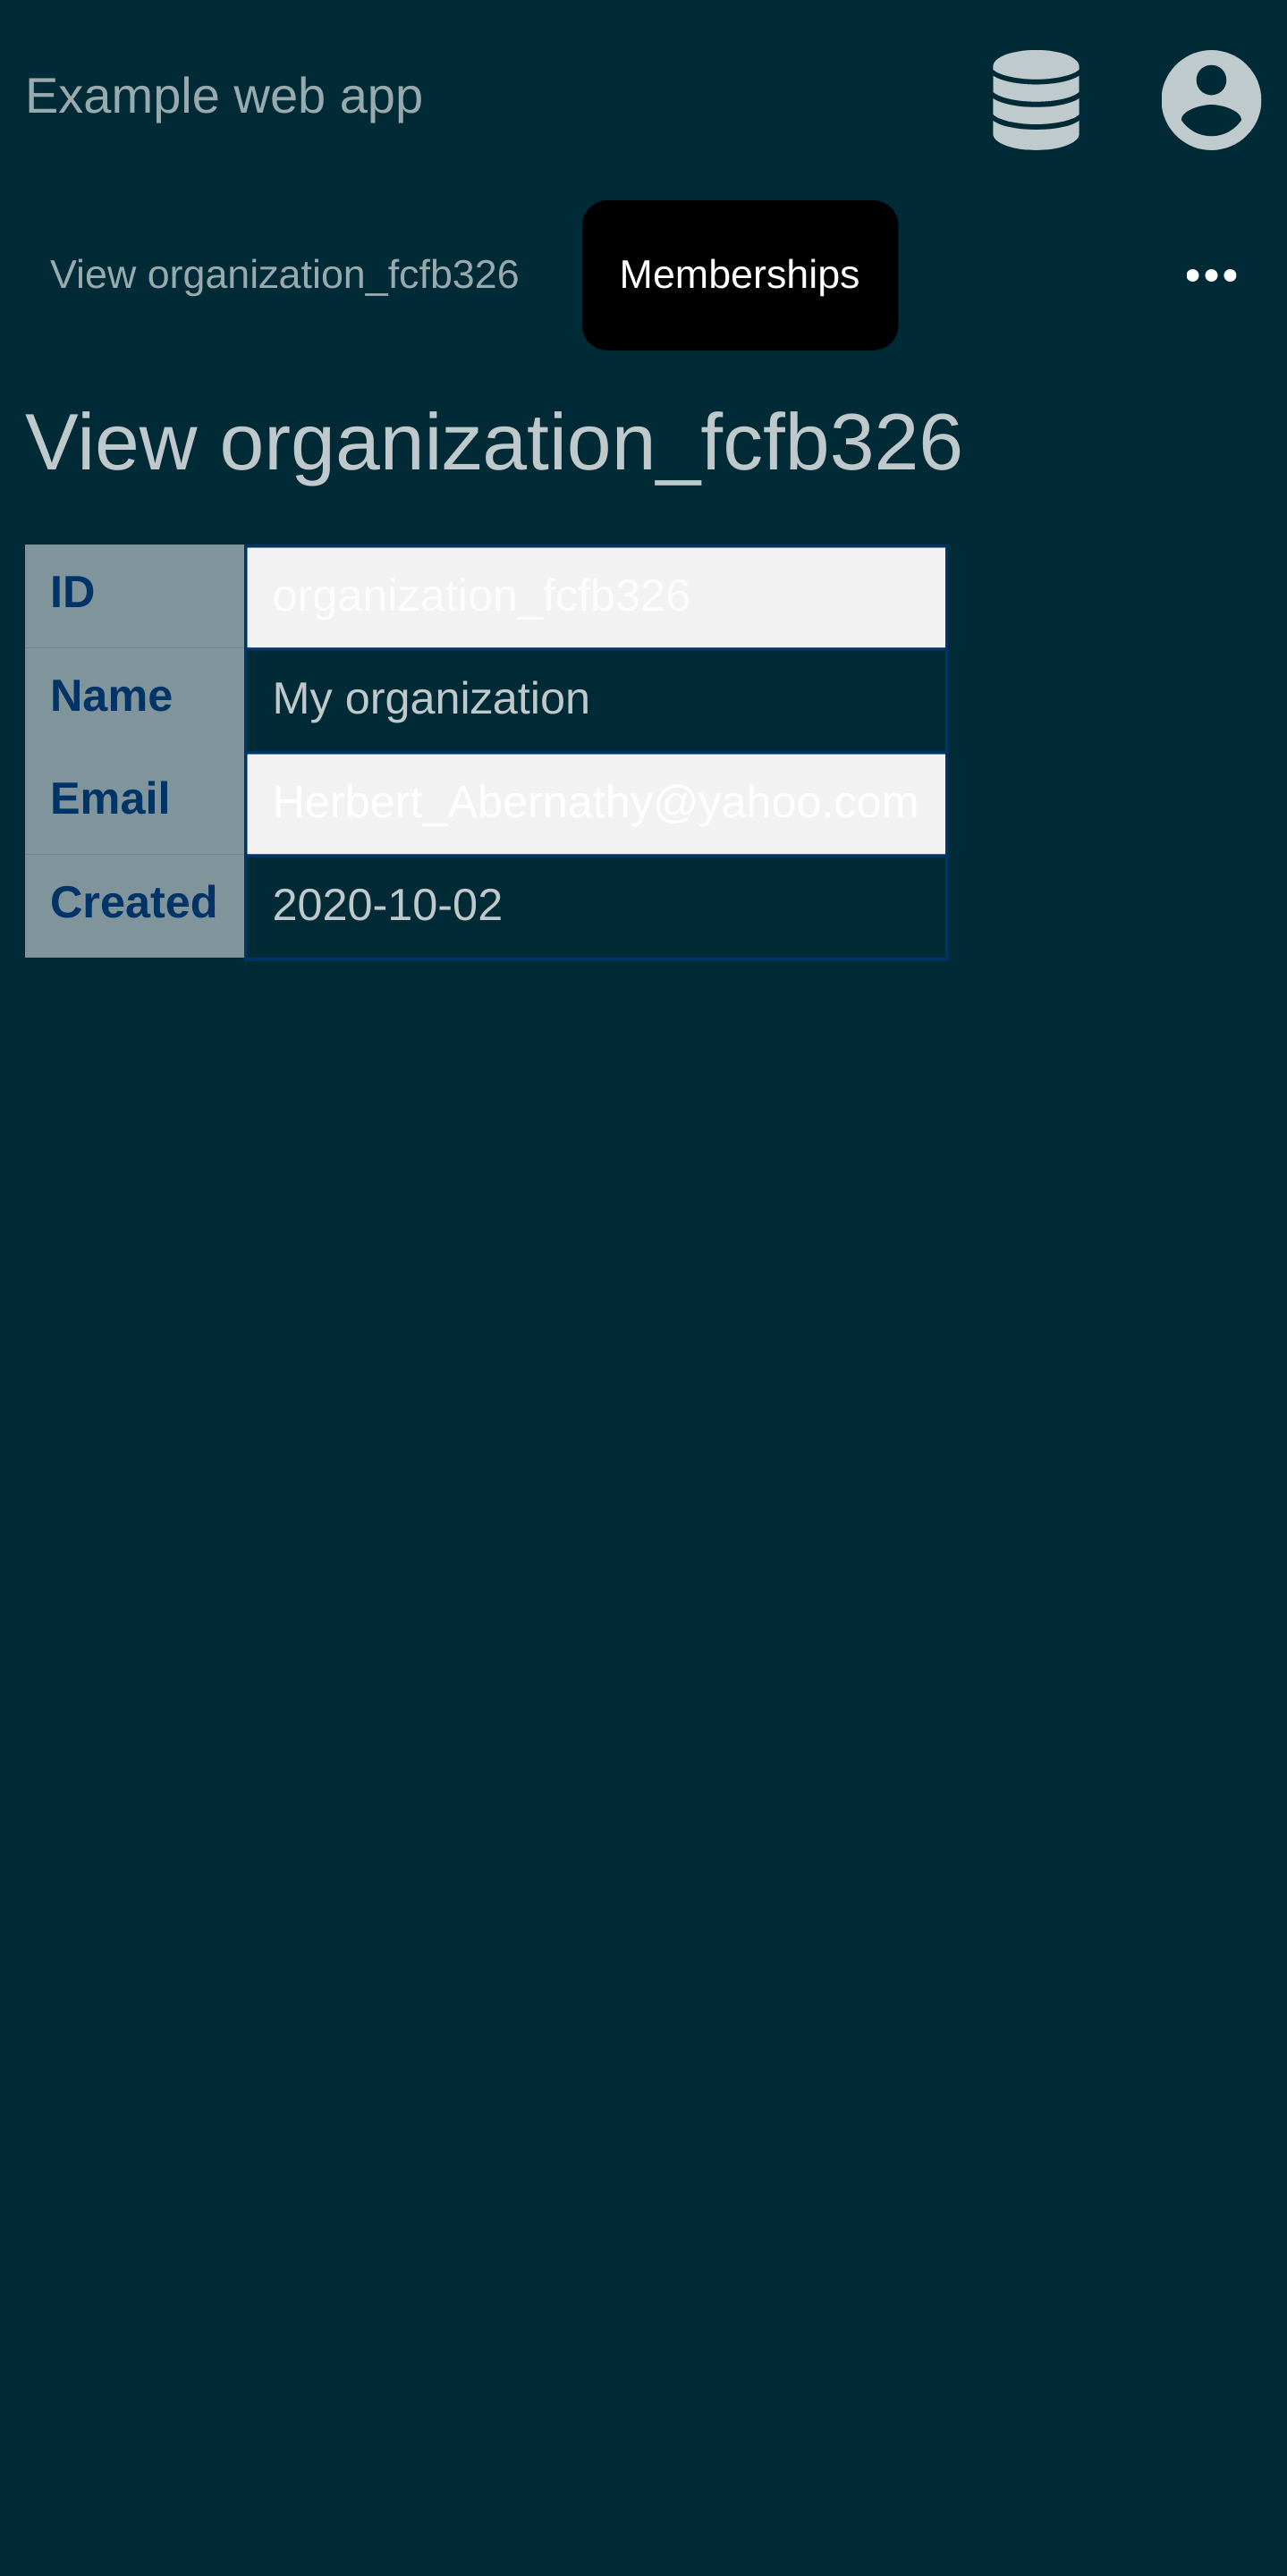 Example web app
View organization_fcfb326 Memberships
View organization_fcfb326
ID organization_fcfb326
Name My organization
Email Herbert_Abernathy@yahoo.com
Created 2020-10-02